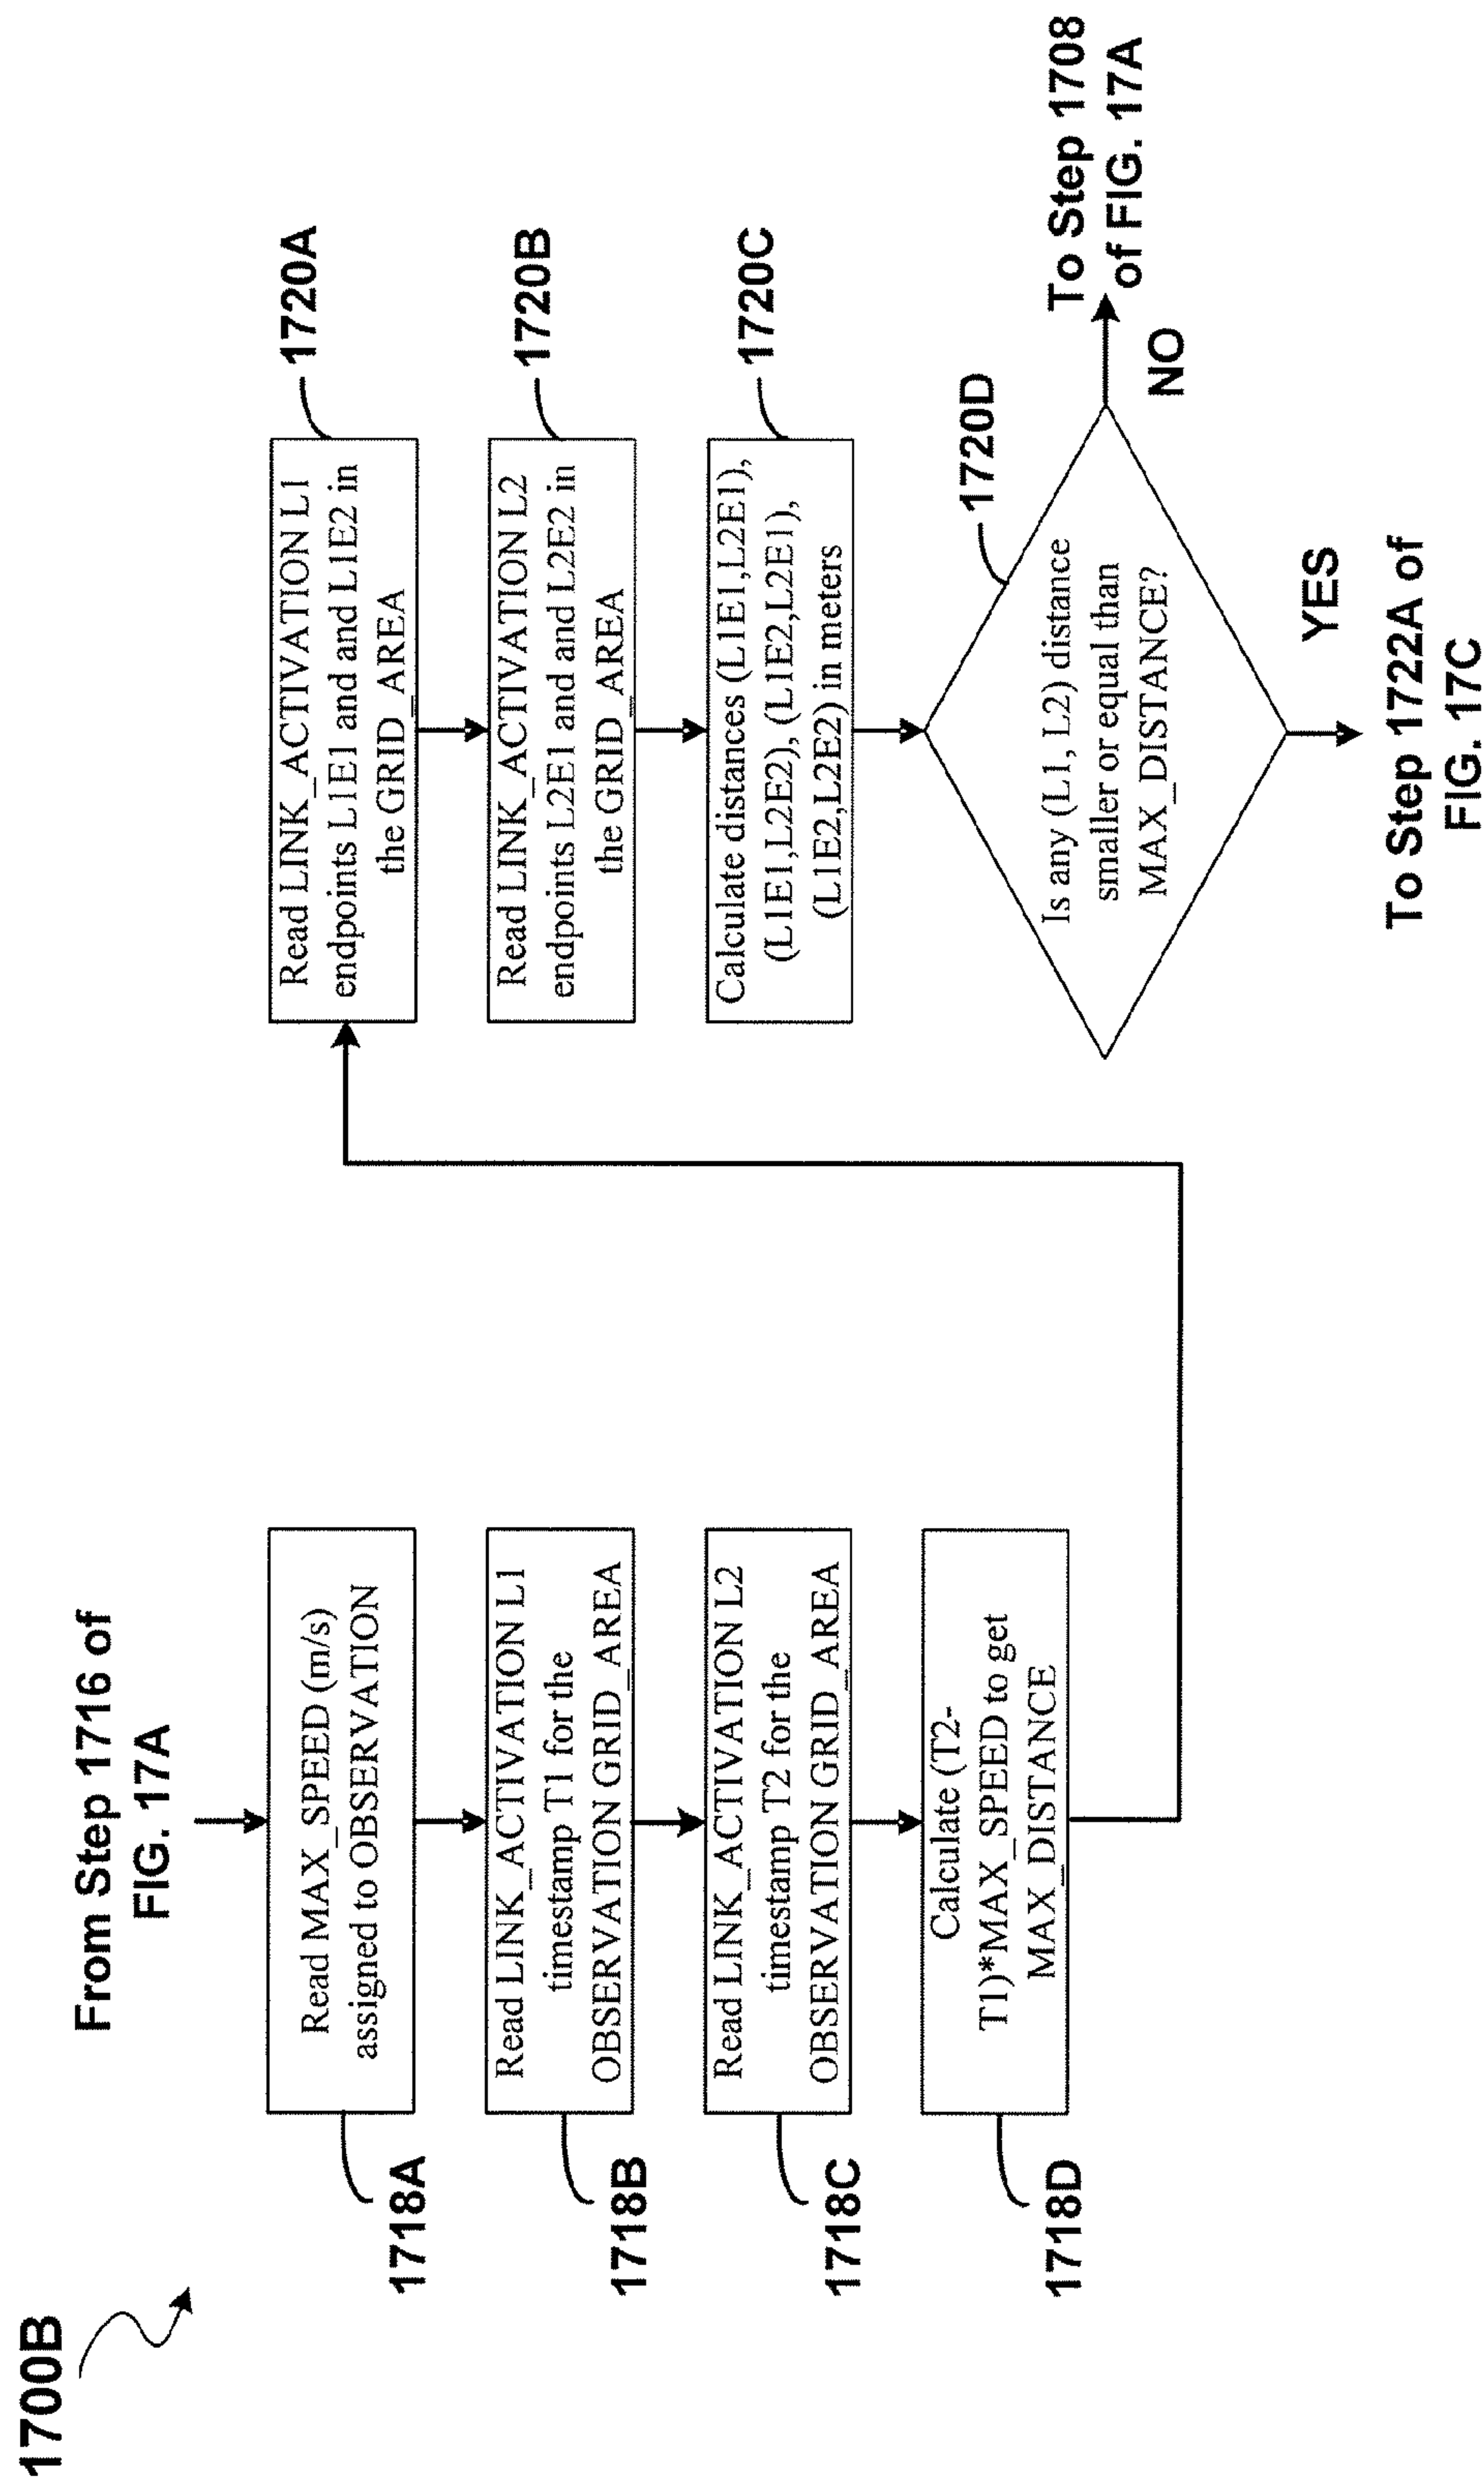 1700B
From Step 1716 of
FIG. 17A
Read MAX_SPEED (m/s)
assigned to OBSERVATION
1718A
Read LINK_ACTIVATION L1
timestamp T1 for the
OBSERVATION GRID_AREA
1718B
Read LINK_ACTIVATION L2
timestamp T2 for the
OBSERVATION GRID_AREA
1718C
Calculate (T2-
T1)*MAX_SPEED to get
MAX_DISTANCE
1718D
Read LINK_ACTIVATION L1
endpoints L1E1 and and L1E2 in
the GRID_AREA
1720A
Read LINK_ACTIVATION L2
endpoints L2E1 and and L2E2 in
the GRID_AREA
1720B
Calculate distances (L1E1,L2E1),
(L1E1,L2E2), (L1E2,L2E1),
(L1E2,L2E2) in meters
1720C
Is any (L1, L2) distance
smaller or equal than
MAX_DISTANCE?
1720D
NO
To Step 1708
of FIG. 17A
YES
To Step 1722A of
FIG. 17C